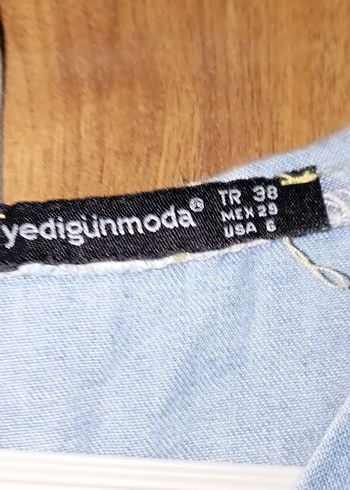 yedigünmoda®
TR 38
MEX 29
USA 6